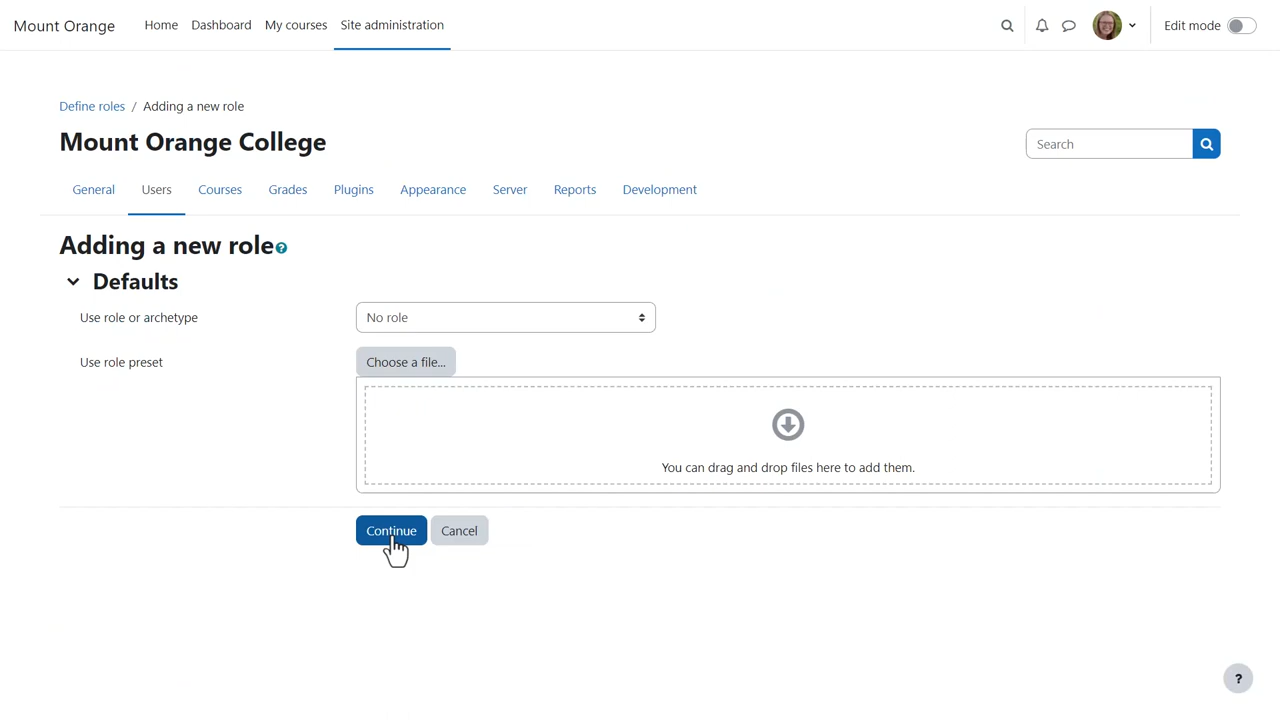 Mount Orange
Home
Dashboard
My courses
Site administration
Edit mode
Define roles / Adding a new role
Mount Orange College
Search
General
Users
Courses
Grades
Plugins
Appearance
Server
Reports
Development
Adding a new role
?
Defaults
Use role or archetype
No role
Use role preset
Choose a file...
You can drag and drop files here to add them.
Continue
Cancel
?